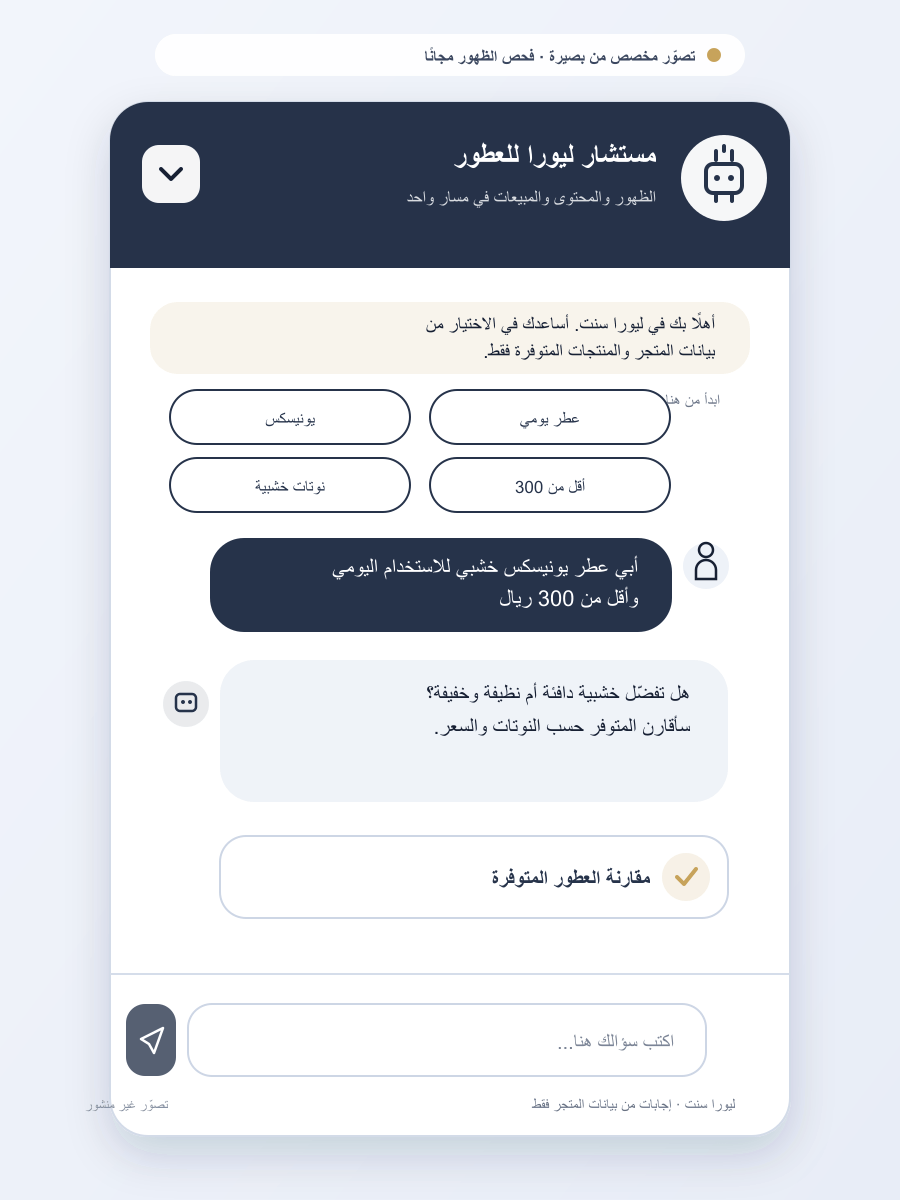 تصوّر مخصص من بصيرة · فحص الظهور مجانًا
مستشار ليورا للعطور
الظهور والمحتوى والمبيعات في مسار واحد
أهلًا بك في ليورا سنت. أساعدك في الاختيار من
بيانات المتجر والمنتجات المتوفرة فقط.
ابدأ من هنا
عطر يومي
يونيسكس
أقل من 300
نوتات خشبية
أبي عطر يونيسكس خشبي للاستخدام اليومي
وأقل من 300 ريال
هل تفضّل خشبية دافئة أم نظيفة وخفيفة؟
سأقارن المتوفر حسب النوتات والسعر.
مقارنة العطور المتوفرة
اكتب سؤالك هنا...
ليورا سنت · إجابات من بيانات المتجر فقط
تصوّر غير منشور